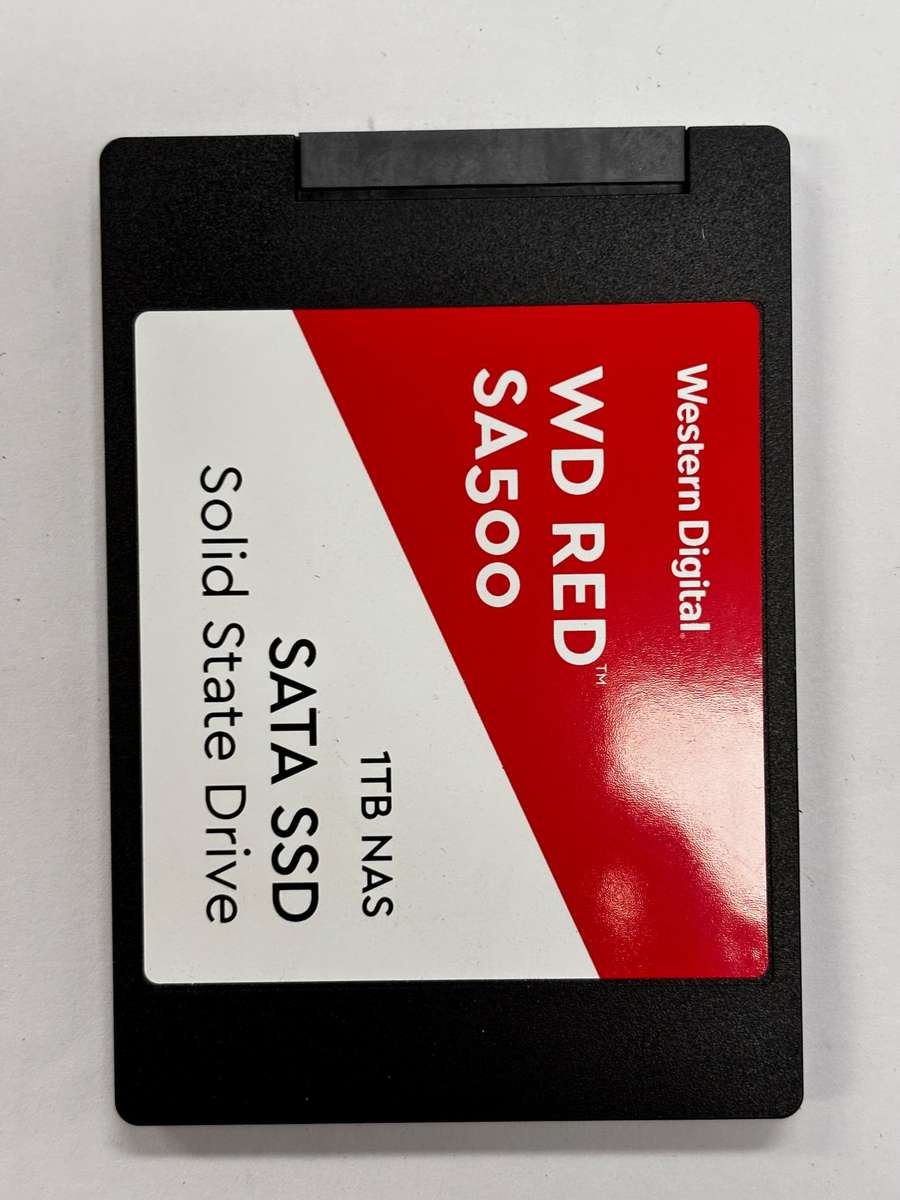 Western Digital
WD RED™
SA500
1TB NAS
SATA SSD
Solid State Drive